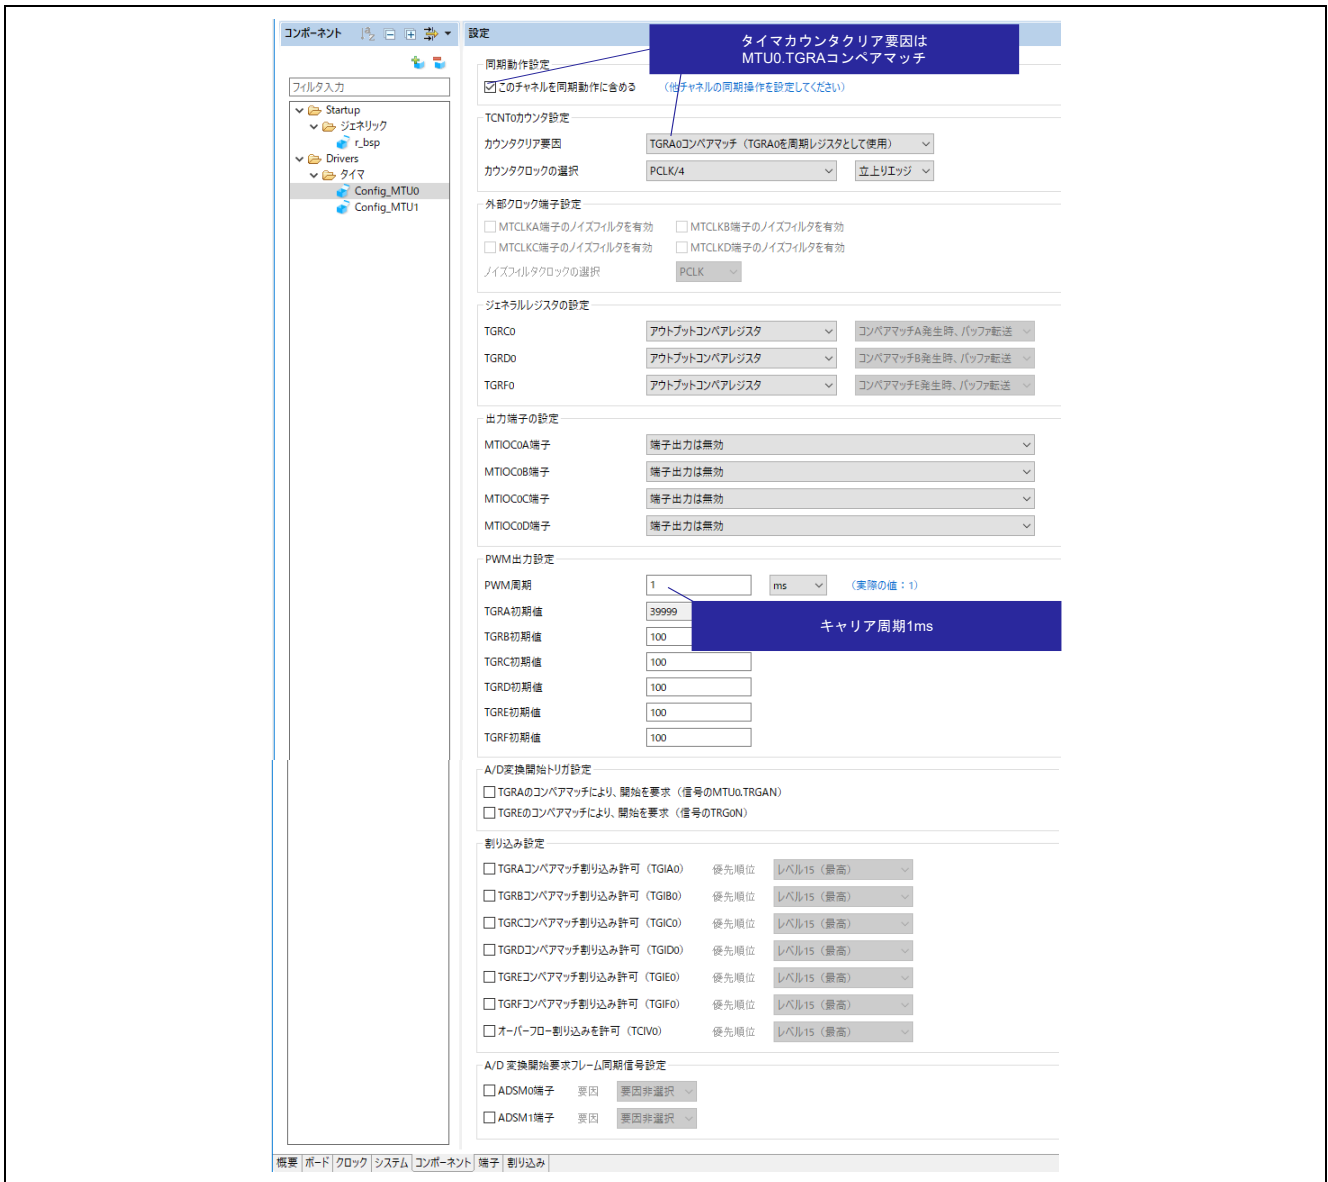 コンポーネント
設定
タイマカウンタクリア要因は
MTU0.TGRAコンペアマッチ
フィルタ入力
Startup
ジェネリック
r_bsp
Drivers
タイマ
Config_MTU0
Config_MTU1
同期動作設定
このチャネルを同期動作に含める （他チャネルの同期操作を設定してください）
TCNT0カウンタ設定
カウンタクリア要因 TGRA0コンペアマッチ（TGRA0を周期レジスタとして使用）
カウンタクロックの選択 PCLK/4 立上りエッジ
外部クロック端子設定
MTCLKA端子のノイズフィルタを有効 MTCLKB端子のノイズフィルタを有効
MTCLKC端子のノイズフィルタを有効 MTCLKD端子のノイズフィルタを有効
ノイズフィルタクロックの選択 PCLK
ジェネラルレジスタの設定
TGRC0 アウトプットコンペアレジスタ コンペアマッチA発生時、バッファ転送
TGRD0 アウトプットコンペアレジスタ コンペアマッチB発生時、バッファ転送
TGRF0 アウトプットコンペアレジスタ コンペアマッチE発生時、バッファ転送
出力端子の設定
MTIOC0A端子 端子出力は無効
MTIOC0B端子 端子出力は無効
MTIOC0C端子 端子出力は無効
MTIOC0D端子 端子出力は無効
PWM出力設定
PWM周期 1 ms （実際の値：1）
TGRA初期値 39999
キャリア周期1ms
TGRB初期値 100
TGRC初期値 100
TGRD初期値 100
TGRE初期値 100
TGRF初期値 100
A/D変換開始トリガ設定
TGRAのコンペアマッチにより、開始を要求（信号のMTU0.TRGAN）
TGREのコンペアマッチにより、開始を要求（信号のTRG0N）
割り込み設定
TGRAコンペアマッチ割り込み許可（TGIA0） 優先順位 レベル15（最高）
TGRBコンペアマッチ割り込み許可（TGIB0） 優先順位 レベル15（最高）
TGRCコンペアマッチ割り込み許可（TGIC0） 優先順位 レベル15（最高）
TGRDコンペアマッチ割り込み許可（TGID0） 優先順位 レベル15（最高）
TGREコンペアマッチ割り込み許可（TGIE0） 優先順位 レベル15（最高）
TGRFコンペアマッチ割り込み許可（TGIF0） 優先順位 レベル15（最高）
オーバーフロー割り込みを許可（TCIV0） 優先順位 レベル15（最高）
A/D 変換開始要求フレーム同期信号設定
ADSM0端子 要因 要因非選択
ADSM1端子 要因 要因非選択
概要 ボード クロック システム コンポーネント 端子 割り込み